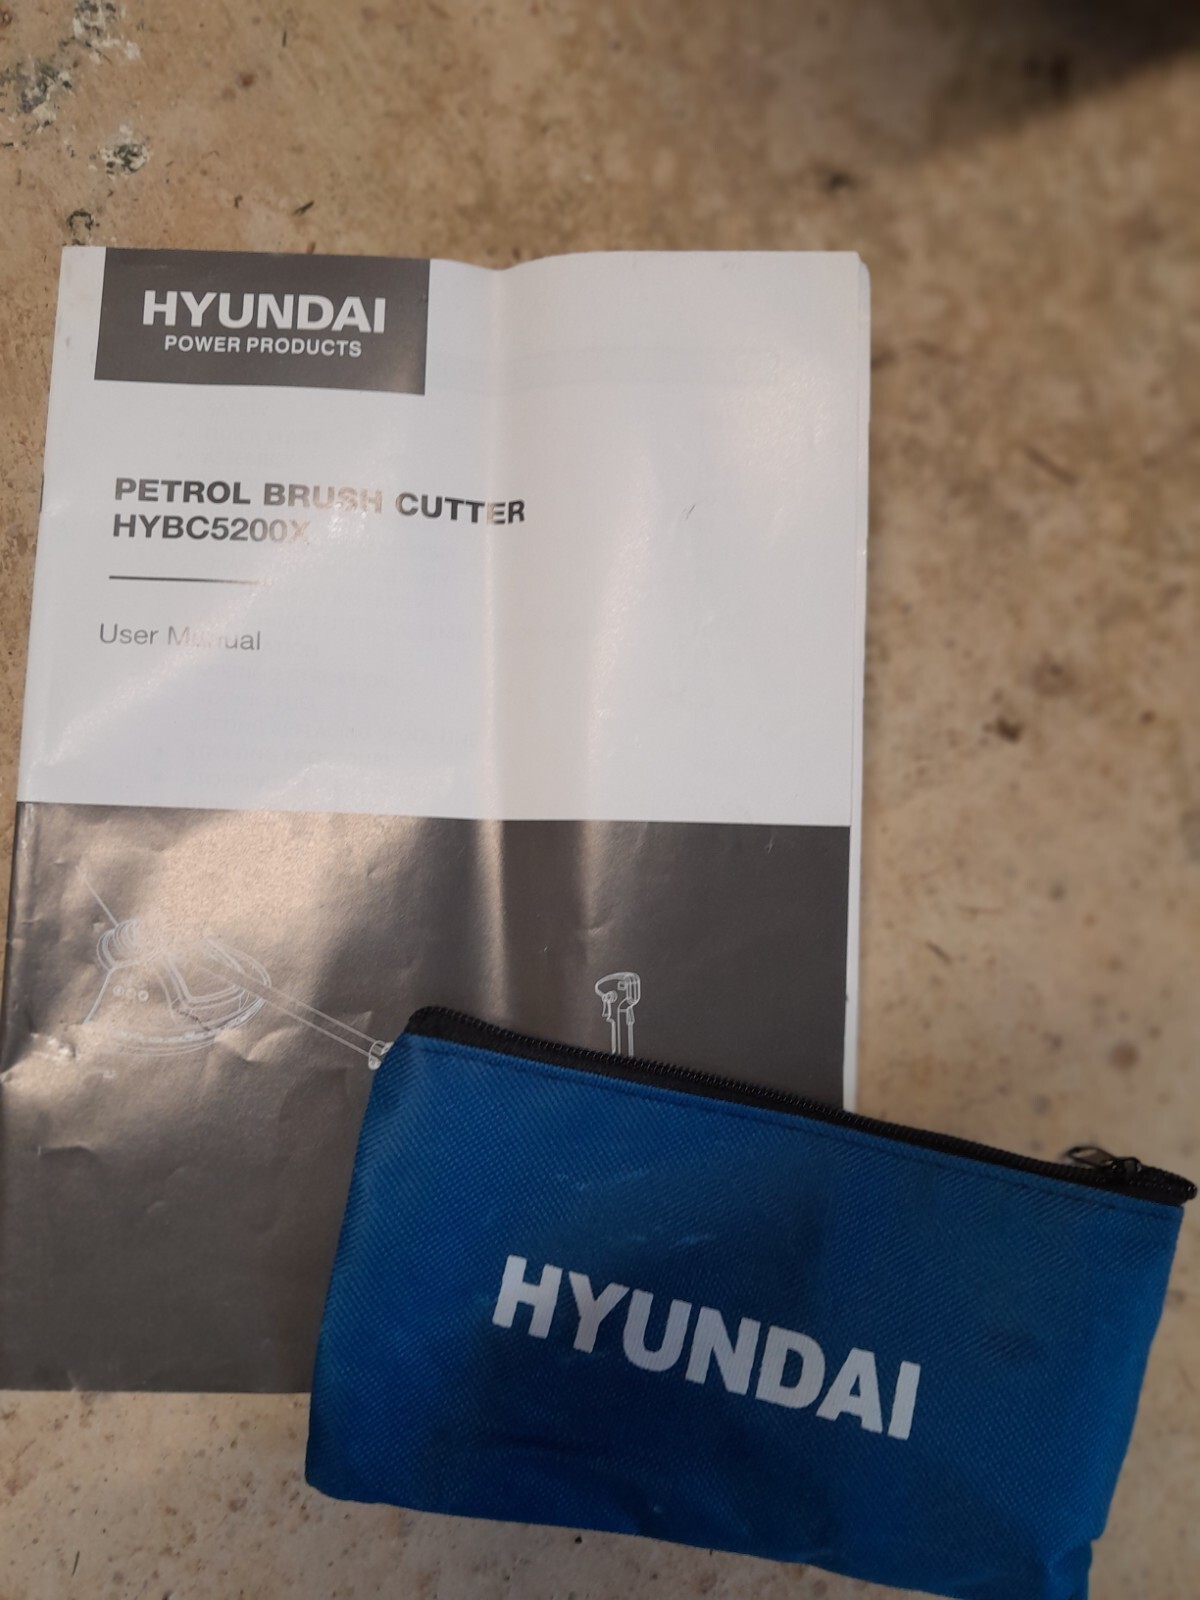 HYUNDAI
POWER PRODUCTS
PETROL BRUSH CUTTER
HYBC5200X
User Manual
HYUNDAI